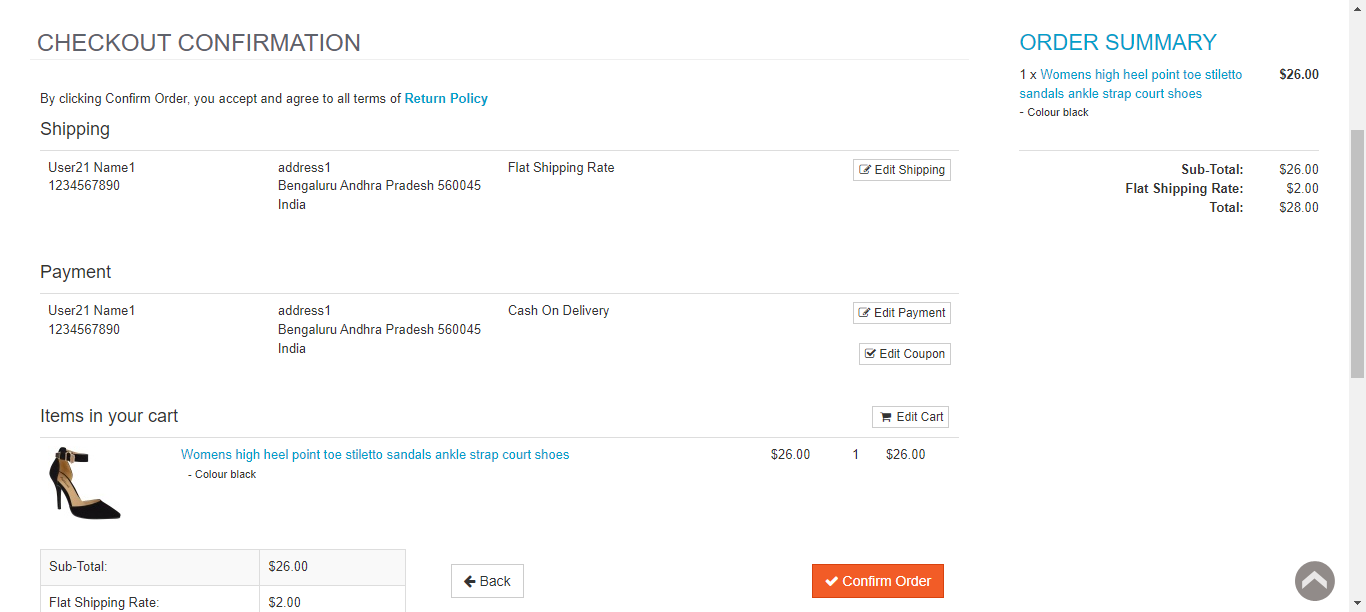 CHECKOUT CONFIRMATION
By clicking Confirm Order, you accept and agree to all terms of Return Policy
Shipping
User21 Name1
1234567890
address1
Bengaluru Andhra Pradesh 560045
India
Flat Shipping Rate
Edit Shipping
Payment
User21 Name1
1234567890
address1
Bengaluru Andhra Pradesh 560045
India
Cash On Delivery
Edit Payment
Edit Coupon
Items in your cart
Edit Cart
Womens high heel point toe stiletto sandals ankle strap court shoes
- Colour black
$26.00 1 $26.00
Sub-Total: $26.00
Flat Shipping Rate: $2.00
Back
Confirm Order
ORDER SUMMARY
1 x Womens high heel point toe stiletto $26.00
sandals ankle strap court shoes
- Colour black
Sub-Total: $26.00
Flat Shipping Rate: $2.00
Total: $28.00